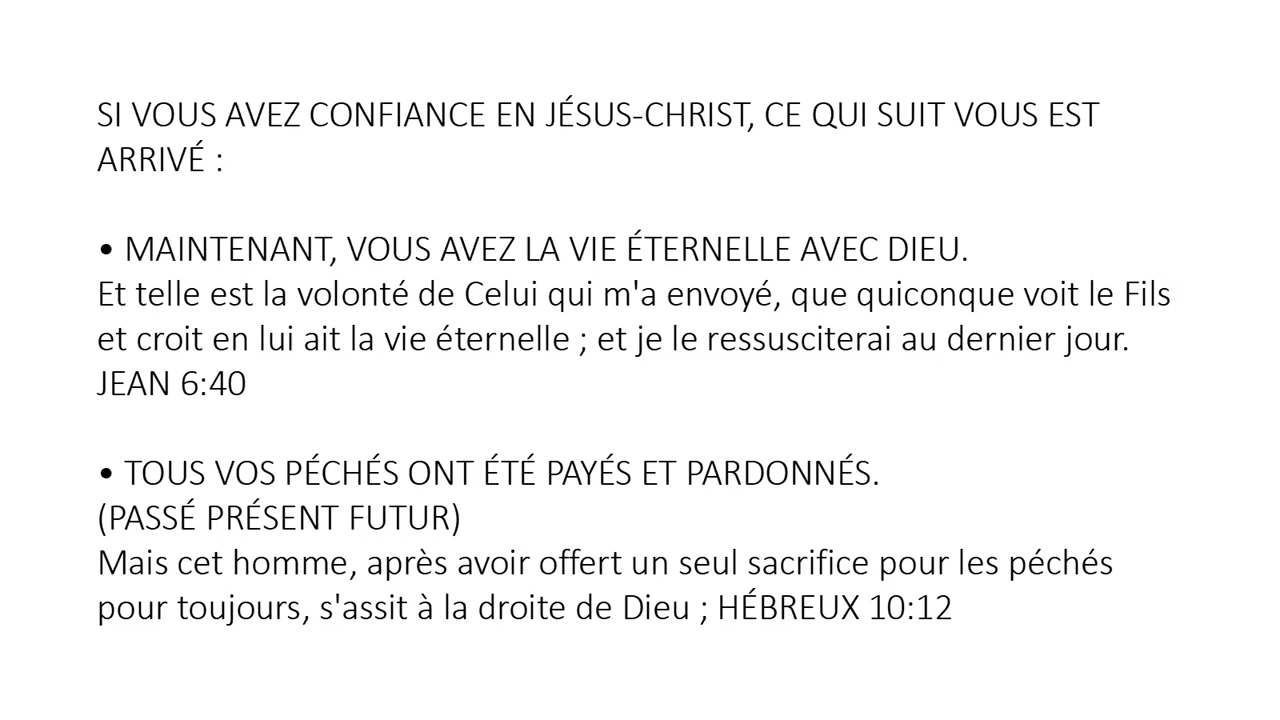 SI VOUS AVEZ CONFIANCE EN JÉSUS-CHRIST, CE QUI SUIT VOUS EST
ARRIVÉ :
• MAINTENANT, VOUS AVEZ LA VIE ÉTERNELLE AVEC DIEU.
Et telle est la volonté de Celui qui m'a envoyé, que quiconque voit le Fils
et croit en lui ait la vie éternelle ; et je le ressusciterai au dernier jour.
JEAN 6:40
• TOUS VOS PÉCHÉS ONT ÉTÉ PAYÉS ET PARDONNÉS.
(PASSÉ PRÉSENT FUTUR)
Mais cet homme, après avoir offert un seul sacrifice pour les péchés
pour toujours, s'assit à la droite de Dieu ; HÉBREUX 10:12